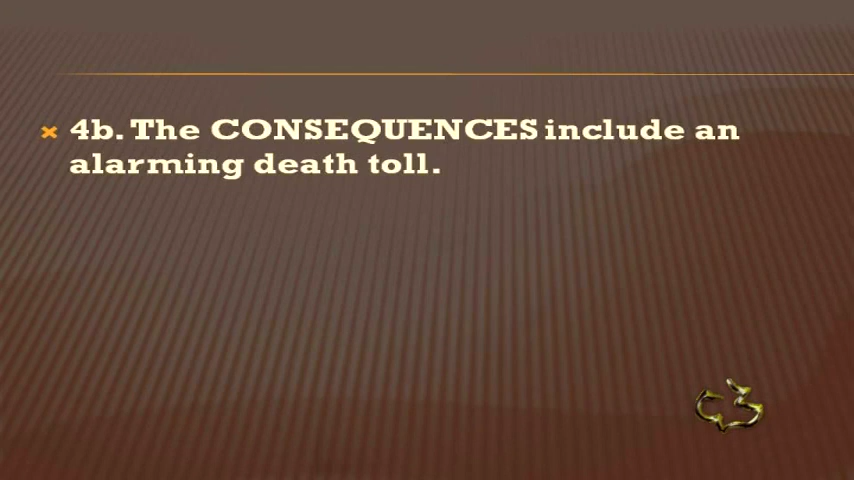 4b. The CONSEQUENCES include an
alarming death toll.